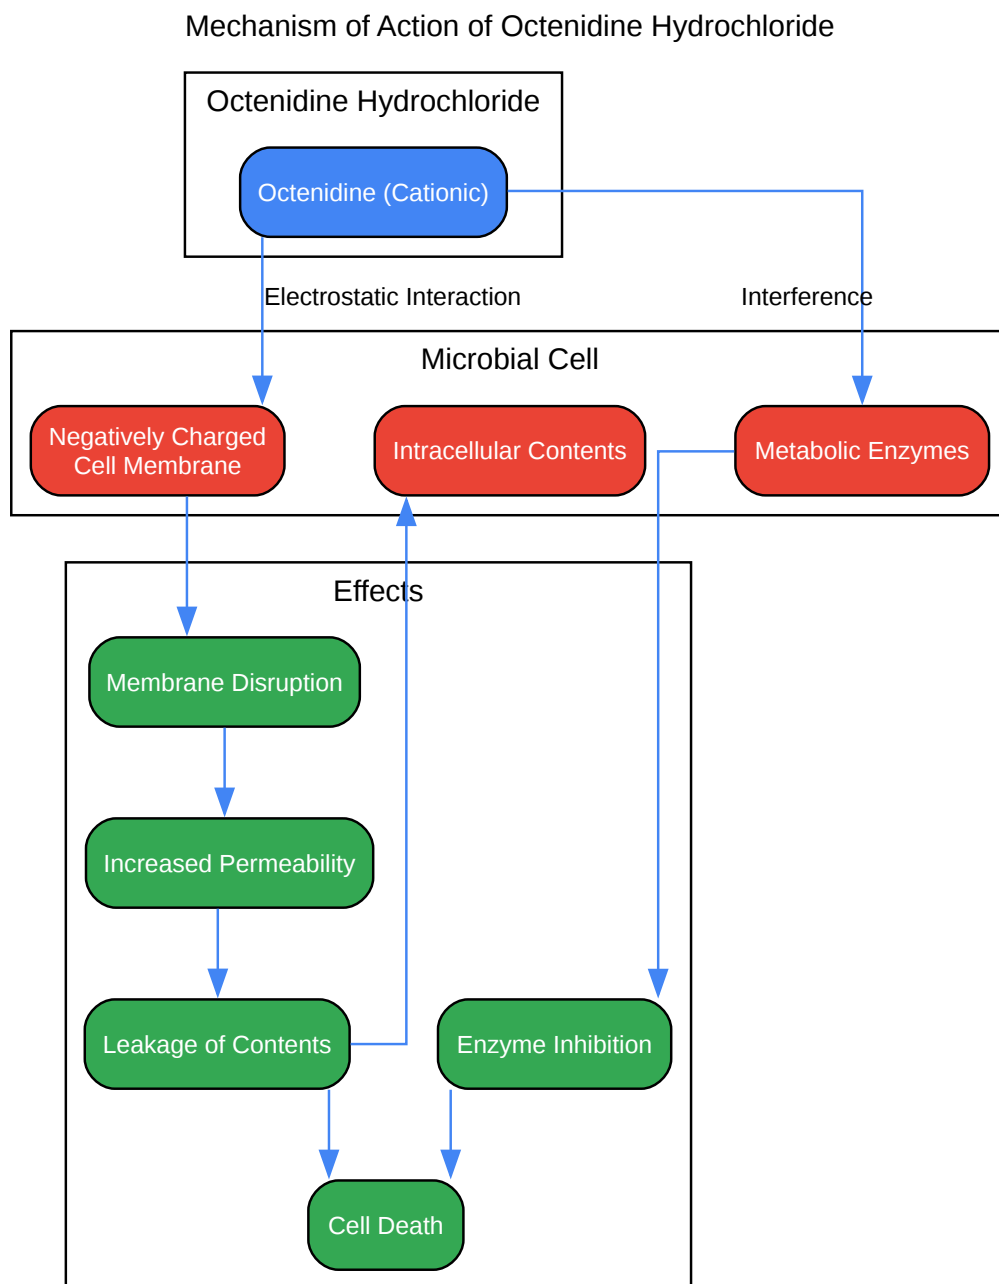 Mechanism of Action of Octenidine Hydrochloride
Octenidine Hydrochloride
Octenidine (Cationic)
Electrostatic Interaction
Interference
Microbial Cell
Negatively Charged
Cell Membrane
Intracellular Contents
Metabolic Enzymes
Effects
Membrane Disruption
Increased Permeability
Leakage of Contents
Enzyme Inhibition
Cell Death